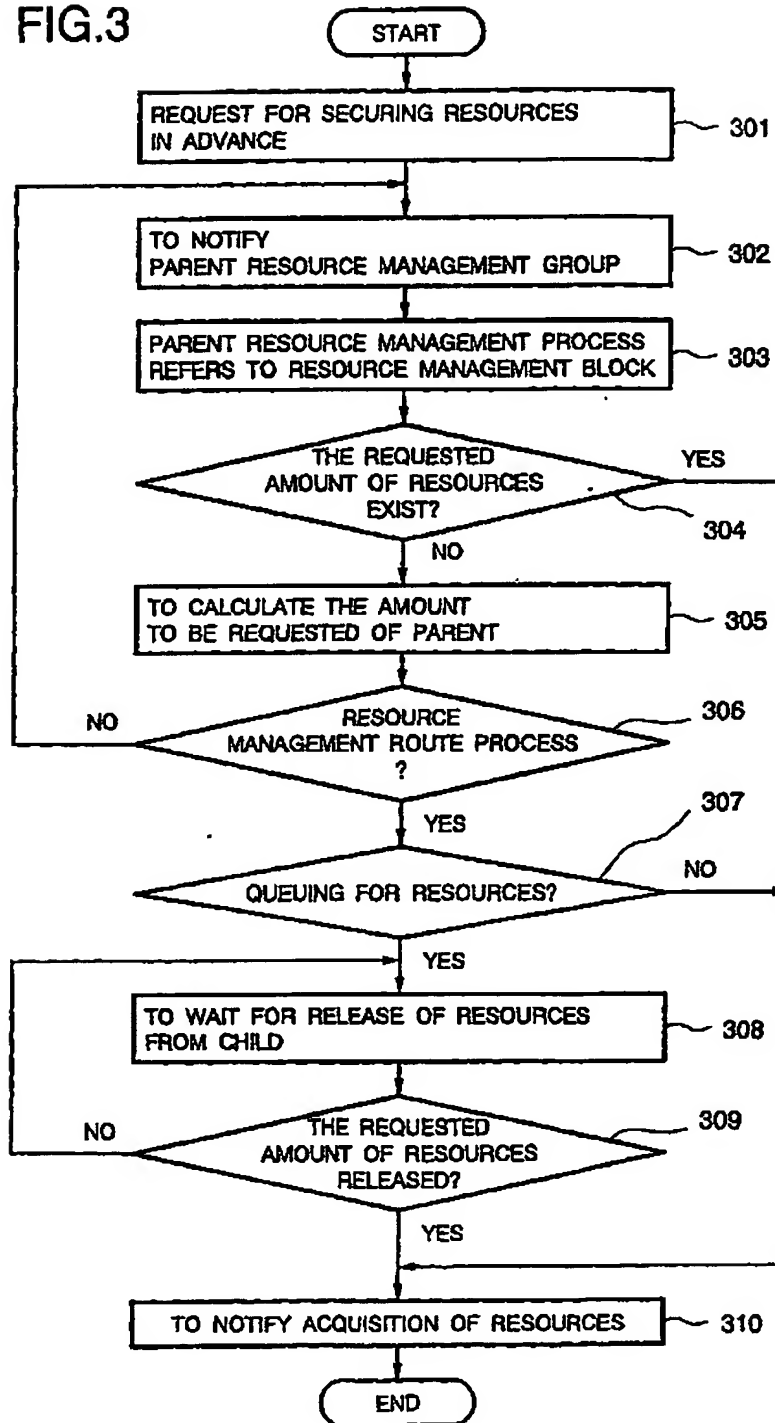 FIG.3
START
REQUEST FOR SECURING RESOURCES
IN ADVANCE
301
TO NOTIFY
PARENT RESOURCE MANAGEMENT GROUP
302
PARENT RESOURCE MANAGEMENT PROCESS
REFERS TO RESOURCE MANAGEMENT BLOCK
303
THE REQUESTED
AMOUNT OF RESOURCES
EXIST?
YES
304
NO
TO CALCULATE THE AMOUNT
TO BE REQUESTED OF PARENT
305
RESOURCE
MANAGEMENT ROUTE PROCESS
?
306
NO
YES
307
QUEUING FOR RESOURCES?
NO
YES
TO WAIT FOR RELEASE OF RESOURCES
FROM CHILD
308
THE REQUESTED
AMOUNT OF RESOURCES
RELEASED?
309
NO
YES
TO NOTIFY ACQUISITION OF RESOURCES
310
END